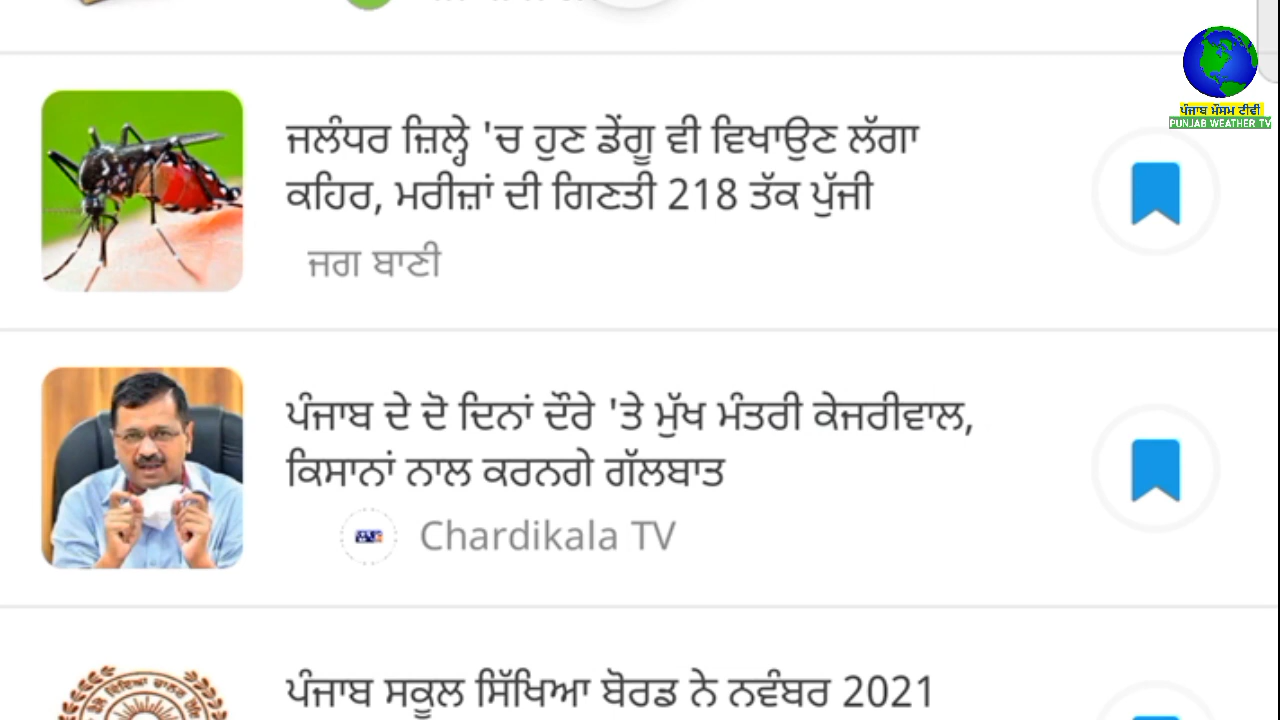 ਪੰਜਾਬ ਮੌਸਮ ਟੀਵੀ
PUNJAB WEATHER TV
ਜਲੰਧਰ ਜ਼ਿਲ੍ਹੇ 'ਚ ਹੁਣ ਡੇਂਗੂ ਵੀ ਵਿਖਾਉਣ ਲੱਗਾ
ਕਹਿਰ, ਮਰੀਜ਼ਾਂ ਦੀ ਗਿਣਤੀ 218 ਤੱਕ ਪੁੱਜੀ
ਜਗ ਬਾਣੀ
ਪੰਜਾਬ ਦੇ ਦੋ ਦਿਨਾਂ ਦੌਰੇ 'ਤੇ ਮੁੱਖ ਮੰਤਰੀ ਕੇਜਰੀਵਾਲ,
ਕਿਸਾਨਾਂ ਨਾਲ ਕਰਨਗੇ ਗੱਲਬਾਤ
Chardikala TV
ਪੰਜਾਬ ਸਕੂਲ ਸਿੱਖਿਆ ਬੋਰਡ ਨੇ ਨਵੰਬਰ 2021